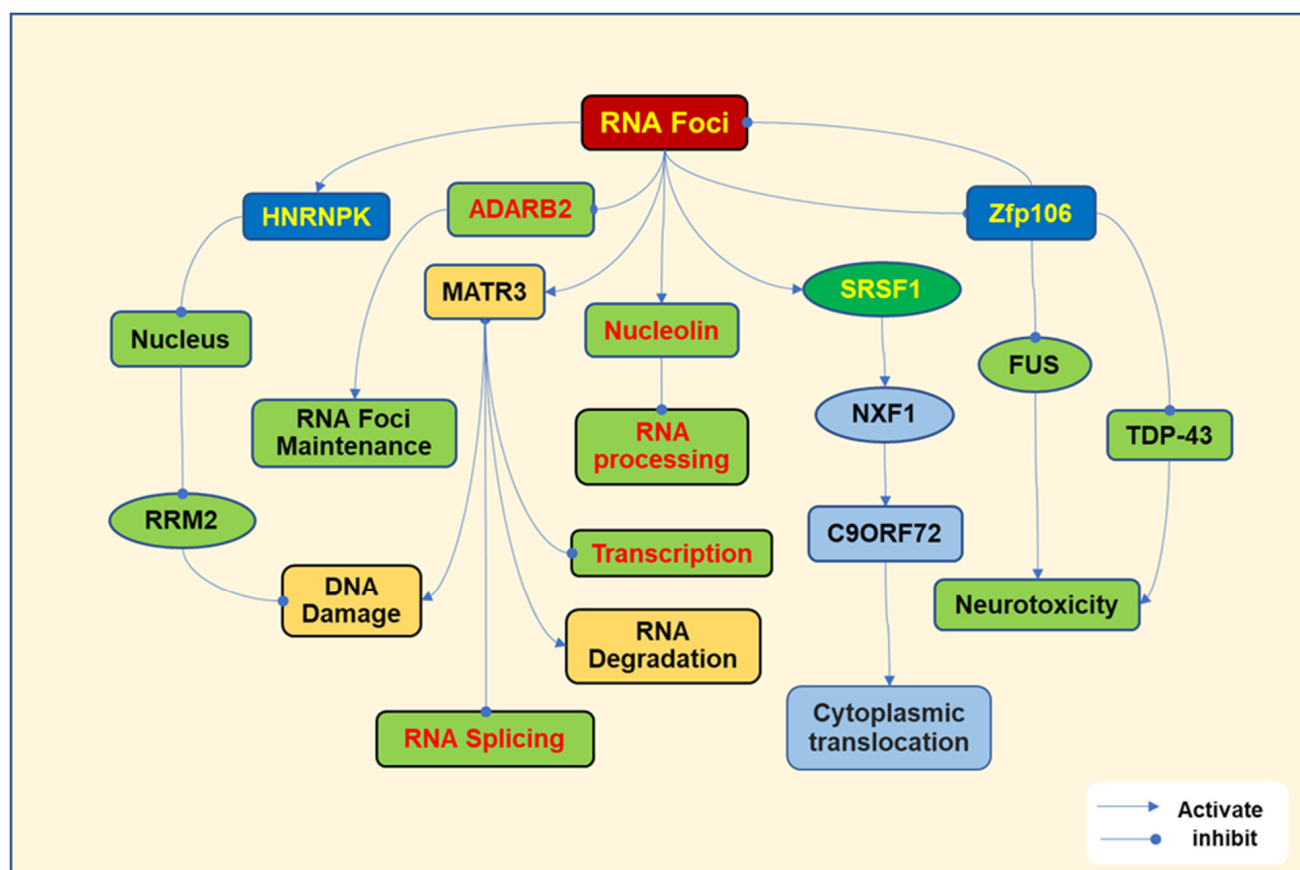 RNA Foci
HNRNPK
ADARB2
Zfp106
MATR3
SRSF1
Nucleus
Nucleolin
FUS
RNA Foci
Maintenance
NXF1
RNA
processing
TDP-43
RRM2
C9ORF72
Transcription
DNA
Damage
Neurotoxicity
RNA
Degradation
RNA Splicing
Cytoplasmic
translocation
Activate
inhibit